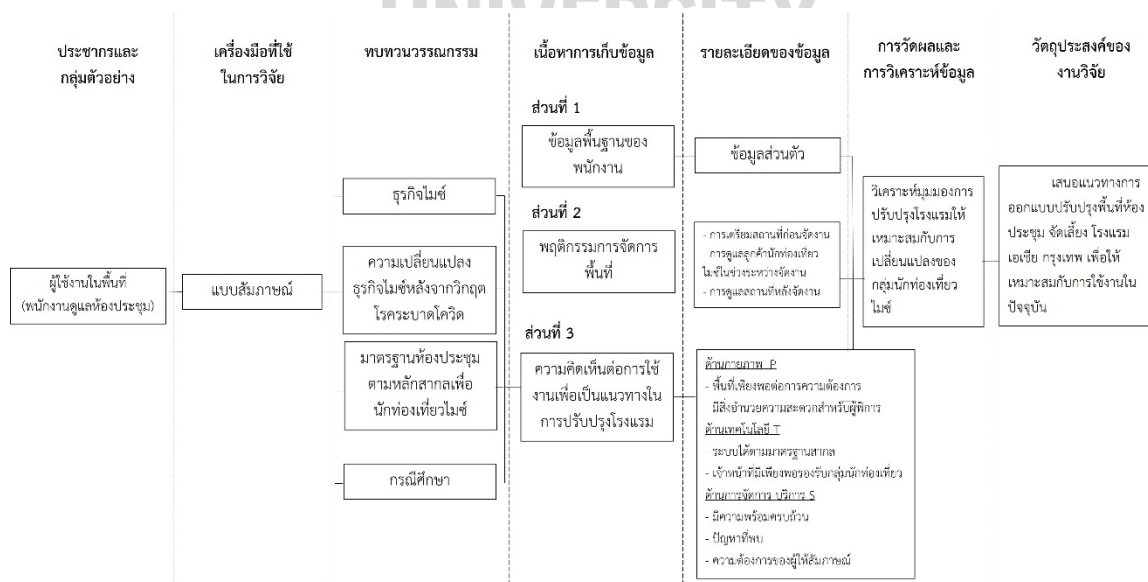 UNIVERSITY
ประชากรและ
กลุ่มตัวอย่าง
เครื่องมือที่ใช้
ในการวิจัย
ทบทวนวรรณกรรม
เนื้อหาการเก็บข้อมูล
รายละเอียดของข้อมูล
การวัดผลและ
การวิเคราะห์ข้อมูล
วัตถุประสงค์ของ
งานวิจัย
ผู้ใช้งานในพื้นที่
(พนักงานดูแลห้องประชุม)
แบบสัมภาษณ์
ธุรกิจไมซ์
ความเปลี่ยนแปลง
ธุรกิจไมซ์หลังจากวิกฤต
โรคระบาดโควิด
มาตรฐานห้องประชุม
ตามหลักสากลเพื่อ
นักท่องเที่ยวไมซ์
กรณีศึกษา
ส่วนที่ 1
ข้อมูลพื้นฐานของ
พนักงาน
ส่วนที่ 2
พฤติกรรมการจัดการ
พื้นที่
ส่วนที่ 3
ความคิดเห็นต่อการใช้
งานเพื่อเป็นแนวทางใน
การปรับปรุงโรงแรม
ข้อมูลส่วนตัว
- การเตรียมสถานที่ก่อนจัดงาน
การดูแลลูกค้านักท่องเที่ยว
ไมซ์ในช่วงระหว่างจัดงาน
- การดูแลสถานที่หลังจัดงาน
ด้านกายภาพ P
- พื้นที่เพียงพอต่อการความต้องการ
มีสิ่งอำนวยความสะดวกสำหรับผู้พิการ
ด้านเทคโนโลยี T
ระบบได้ตามมาตรฐานสากล
- เจ้าหน้าที่มีเพียงพอรองรับกลุ่มนักท่องเที่ยว
ด้านการจัดการ บริการ S
- มีความพร้อมครบถ้วน
- ปัญหาที่พบ
- ความต้องการของผู้ให้สัมภาษณ์
วิเคราะห์มุมมองการ
ปรับปรุงโรงแรมให้
เหมาะสมกับการ
เปลี่ยนแปลงของ
กลุ่มนักท่องเที่ยว
ไมซ์
เสนอแนวทางการ
ออกแบบปรับปรุงพื้นที่ห้อง
ประชุม จัดเลี้ยง โรงแรม
เอเชีย กรุงเทพ เพื่อให้
เหมาะสมกับการใช้งานใน
ปัจจุบัน